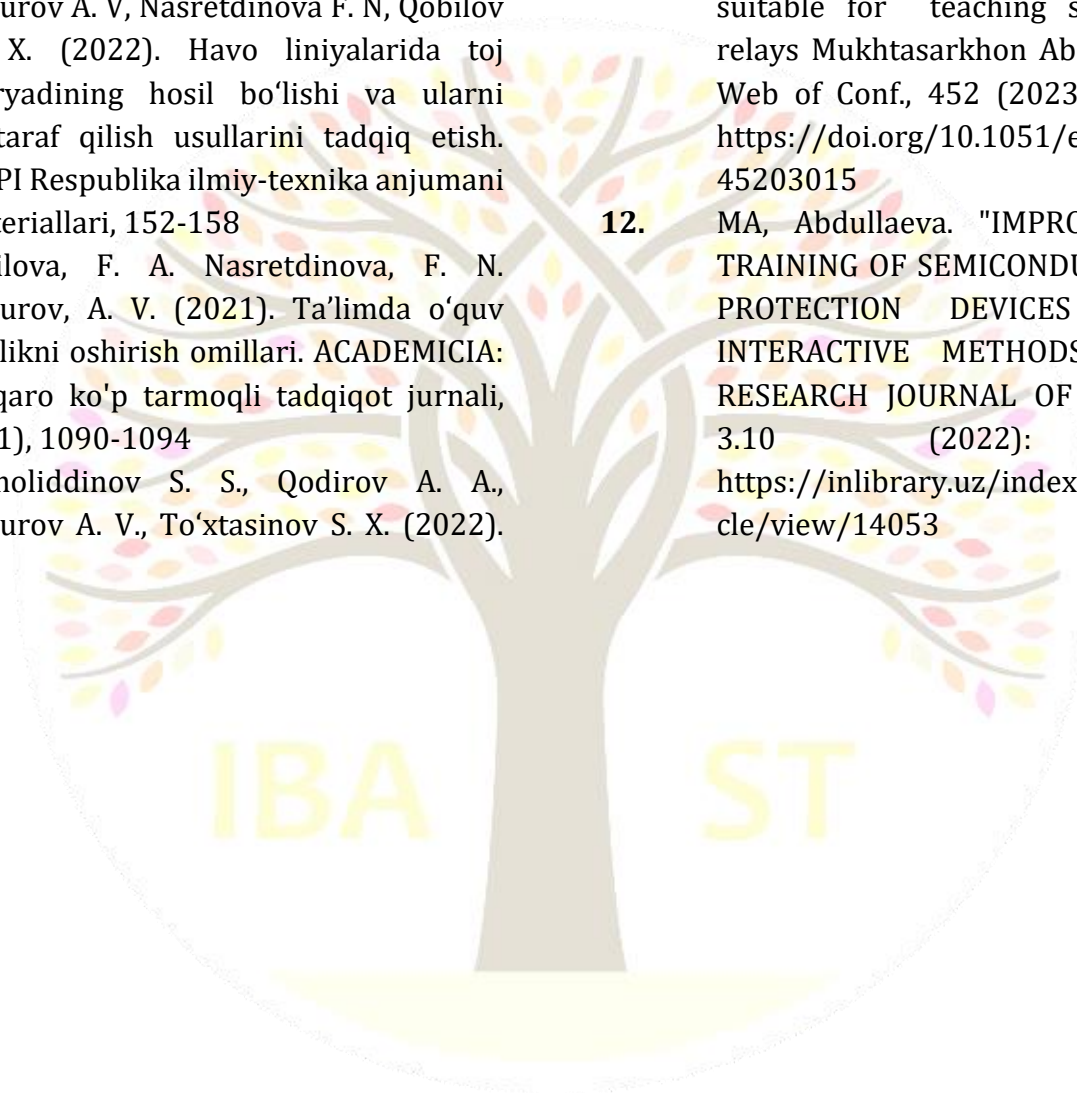 urov A. V, Nasretdinova F. N, Qobilov
X. (2022). Havo liniyalarida toj
ryadining hosil bo‘lishi va ularni
taraf qilish usullarini tadqiq etish.
PI Respublika ilmiy-texnika anjumani
eriallari, 152-158
ilova, F. A. Nasretdinova, F. N.
urov, A. V. (2021). Ta’limda o‘quv
likni oshirish omillari. ACADEMICIA:
qaro ko'p tarmoqli tadqiqot jurnali,
1), 1090-1094
oliddinov S. S., Qodirov A. A.,
urov A. V., To‘xtasinov S. X. (2022).
suitable for teaching s
relays Mukhtasarkhon Ab
Web of Conf., 452 (2023
https://doi.org/10.1051/e
45203015
12. MA, Abdullaeva. "IMPRO
TRAINING OF SEMICONDU
PROTECTION DEVICES
INTERACTIVE METHODS
RESEARCH JOURNAL OF
3.10 (2022):
https://inlibrary.uz/index
cle/view/14053
IBAST